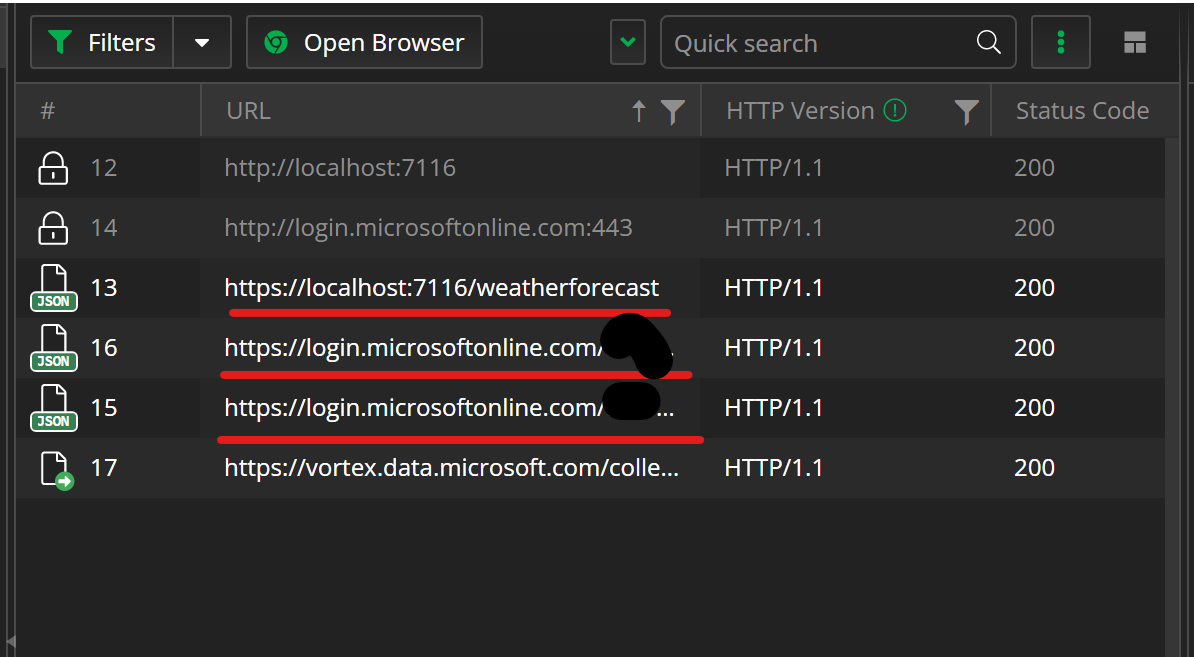 Filters Open Browser Quick search
# URL HTTP Version Status Code
12 http://localhost:7116 HTTP/1.1 200
14 http://login.microsoftonline.com:443 HTTP/1.1 200
JSON 13 https://localhost:7116/weatherforecast HTTP/1.1 200
JSON 16 https://login.microsoftonline.com/ HTTP/1.1 200
JSON 15 https://login.microsoftonline.com/ ... HTTP/1.1 200
17 https://vortex.data.microsoft.com/colle... HTTP/1.1 200